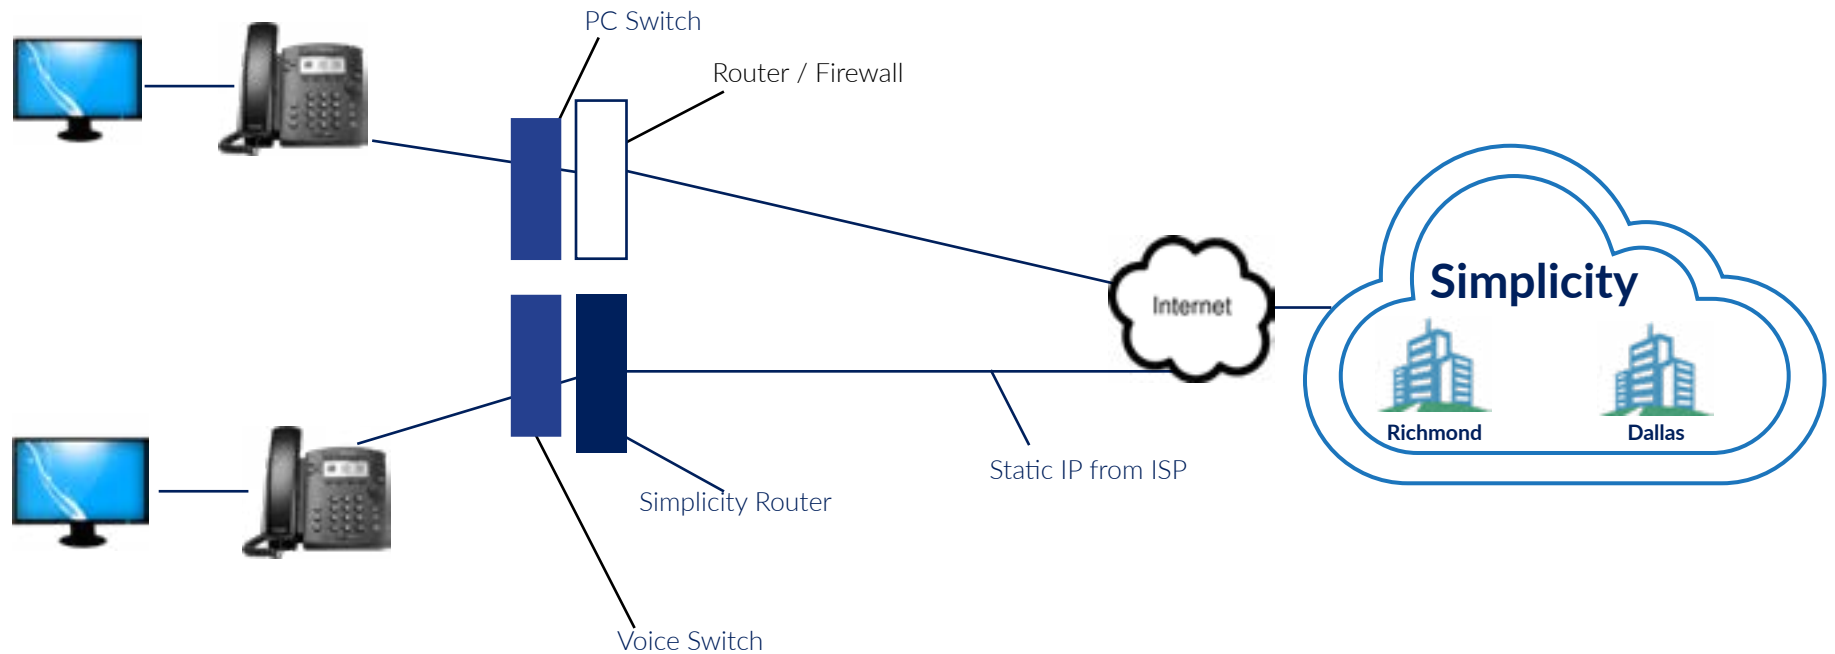 PC Switch
Router / Firewall
Internet
Simplicity
Richmond
Dallas
Static IP from ISP
Simplicity Router
Voice Switch